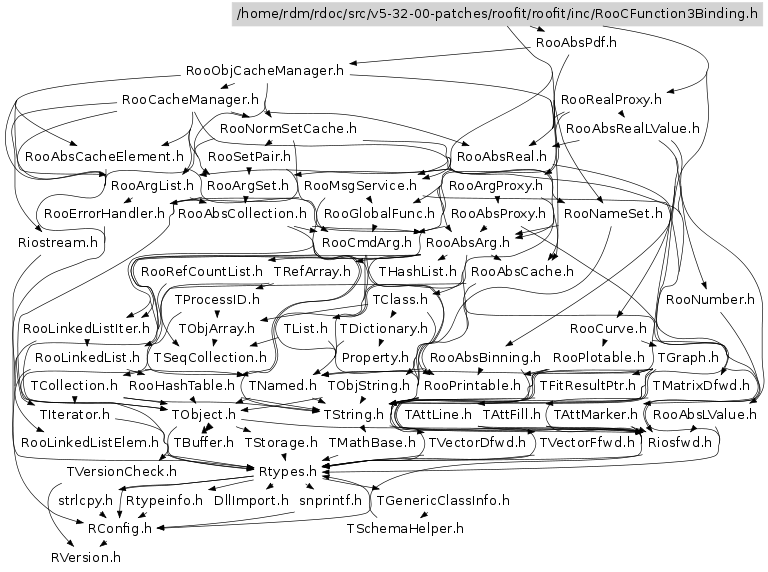 /home/rdm/rdoc/src/v5-32-00-patches/roofit/roofit/inc/RooCFunction3Binding.h
RooAbsPdf.h
RooObjCacheManager.h
RooCacheManager.h RooRealProxy.h
RooNormSetCache.h RooAbsRealLValue.h
RooAbsCacheElement.h RooSetPair.h RooAbsReal.h
RooArgList.h RooArgSet.h RooMsgService.h RooArgProxy.h
RooErrorHandler.h RooAbsCollection.h RooGlobalFunc.h RooAbsProxy.h RooNameSet.h
Riostream.h RooCmdArg.h RooAbsArg.h
RooRefCountList.h TRefArray.h THashList.h RooAbsCache.h
TProcessID.h TClass.h RooNumber.h
RooLinkedListIter.h TObjArray.h TList.h TDictionary.h RooCurve.h
RooLinkedList.h TSeqCollection.h Property.h RooAbsBinning.h RooPlotable.h TGraph.h
TCollection.h RooHashTable.h TNamed.h TObjString.h RooPrintable.h TFitResultPtr.h TMatrixDfwd.h
TIterator.h TObject.h TString.h TAttLine.h TAttFill.h TAttMarker.h RooAbsLValue.h
RooLinkedListElem.h TBuffer.h TStorage.h TMathBase.h TVectorDfwd.h TVectorFfwd.h Riosfwd.h
TVersionCheck.h Rtypes.h
strlcpy.h Rtypeinfo.h DllImport.h snprintf.h TGenericClassInfo.h
RConfig.h TSchemaHelper.h
RVersion.h